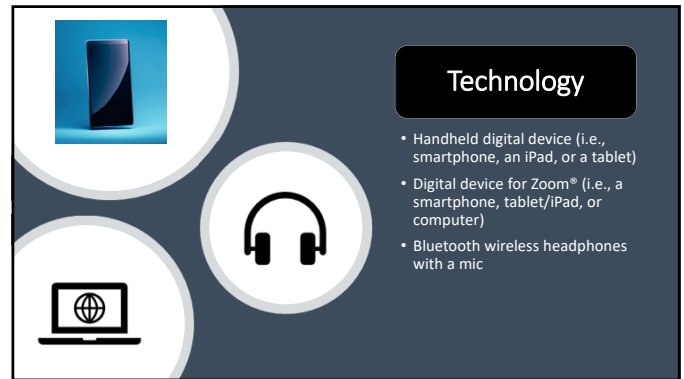 Technology
• Handheld digital device (i.e.,
smartphone, an iPad, or a tablet)
• Digital device for Zoom® (i.e., a
smartphone, tablet/iPad, or
computer)
• Bluetooth wireless headphones
with a mic